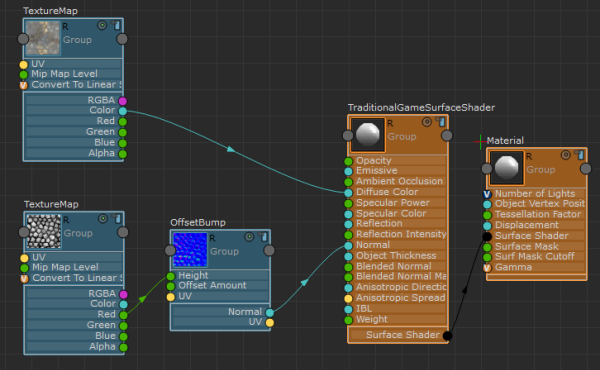 TextureMap
R
Group
UV
Mip Map Level
Convert To Linear S
RGBA
Color
Red
Green
Blue
Alpha
TextureMap
R
Group
UV
Mip Map Level
Convert To Linear S
RGBA
Color
Red
Green
Blue
Alpha
OffsetBump
R
Group
Height
Offset Amount
UV
Normal
UV
TraditionalGameSurfaceShader
R
Group
Opacity
Emissive
Ambient Occlusion
Diffuse Color
Specular Power
Specular Color
Reflection
Reflection Intensity
Normal
Object Thickness
Blended Normal
Blended Normal Ma
Anisotropic Directio
Anisotropic Spread
IBL
Weight
Surface Shader
Material
R
Group
V Number of Lights
Object Vertex Posit
Tessellation Factor
Displacement
Surface Shader
Surface Mask
Surf Mask Cutoff
V Gamma